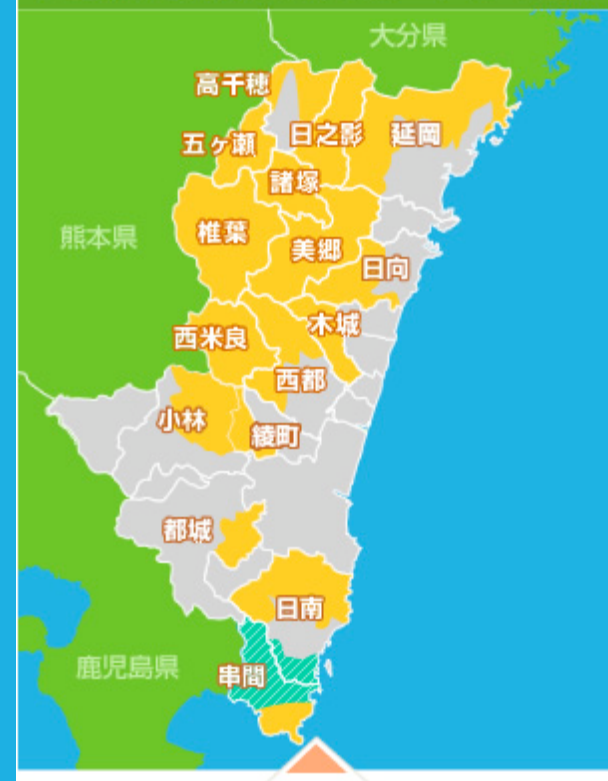 大分県
高千穂
日之影
延岡
五ヶ瀬
諸塚
熊本県
椎葉
美郷
日向
西米良
木城
西都
小林
綾町
都城
日南
鹿児島県
串間